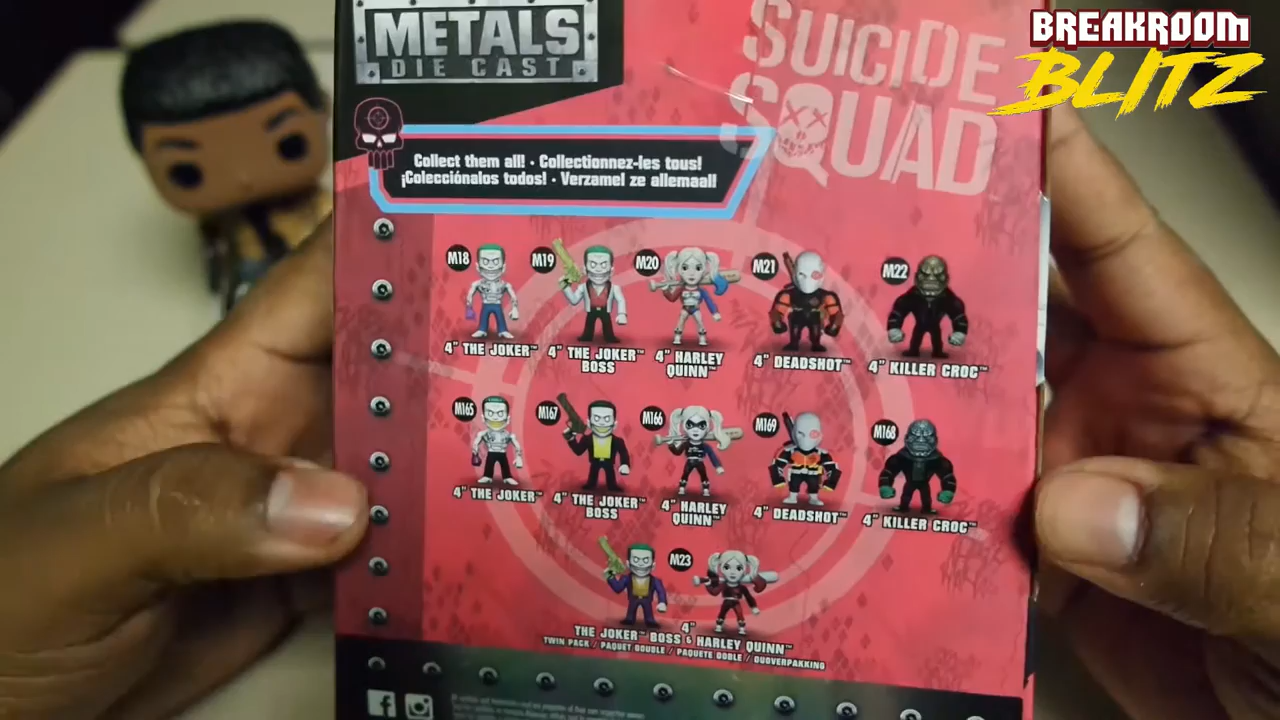 METALS
DIE CAST
SUICIDE
SQUAD
BREAKROOM
BLITZ
Collect them all! · Collectionnez-les tous!
¡Colecciónalos todos! · Verzamel ze allemaal!
M18 M19 M20 M21 M22
4" THE JOKER™ 4" THE JOKER™ BOSS 4" HARLEY QUINN™ 4" DEADSHOT™ 4" KILLER CROC™
M165 M167 M166 M169 M168
4" THE JOKER™ 4" THE JOKER™ BOSS 4" HARLEY QUINN™ 4" DEADSHOT™ 4" KILLER CROC™
M23
4"
THE JOKER™ BOSS & HARLEY QUINN™
TWIN PACK / PAQUET DOUBLE / PAQUETE DOBLE / DUOVERPAKKING